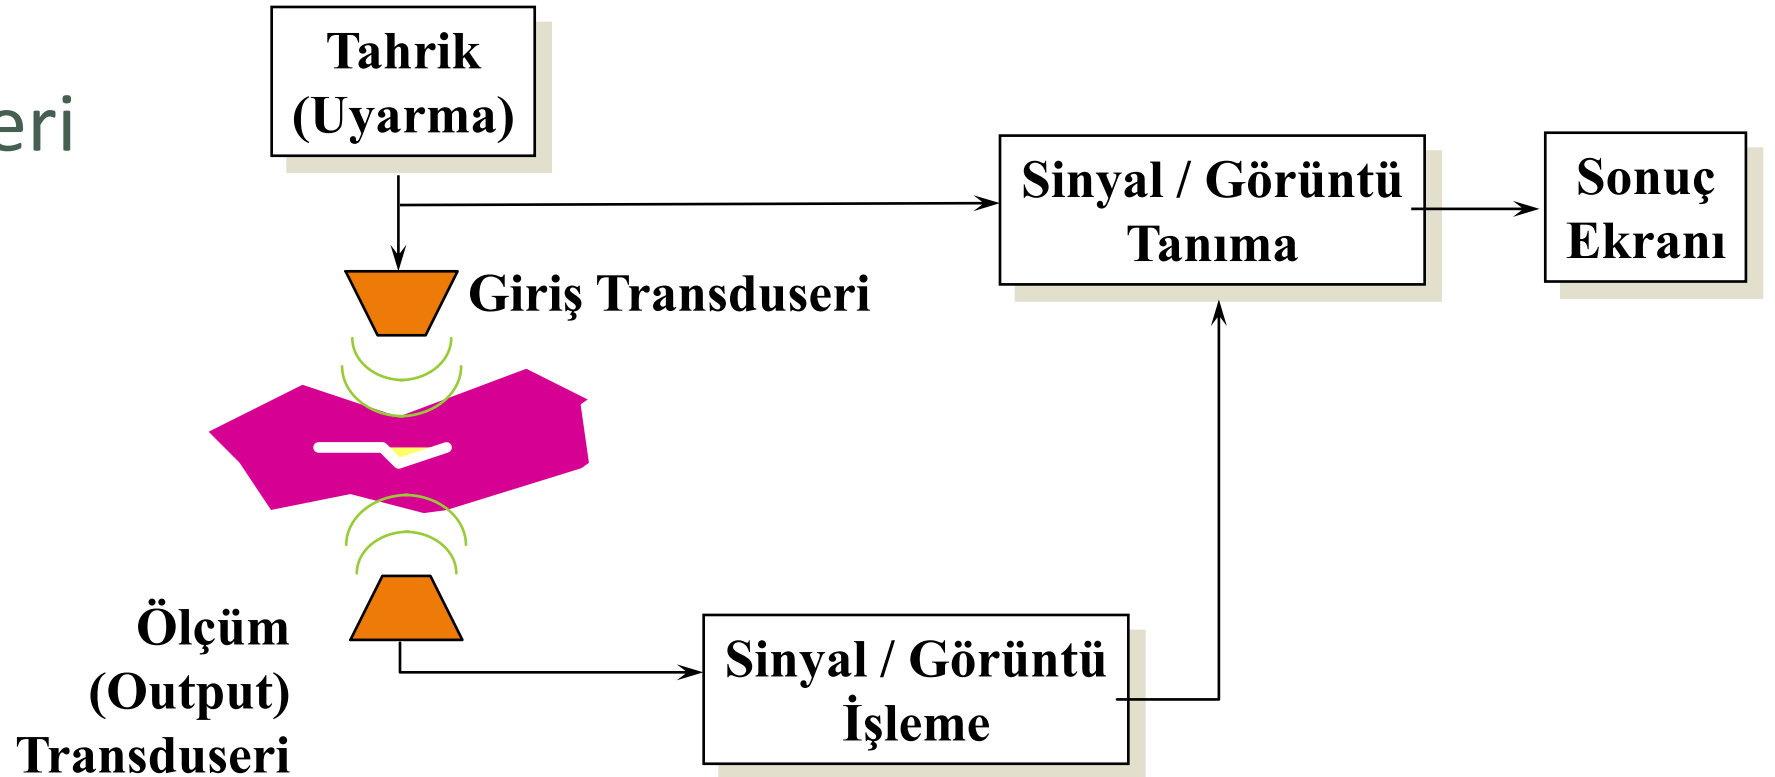 Tahrik
(Uyarma)
eri
Sinyal / Görüntü
Tanıma
Sonuç
Ekranı
Giriş Transduseri
Ölçüm
(Output)
Transduseri
Sinyal / Görüntü
İşleme